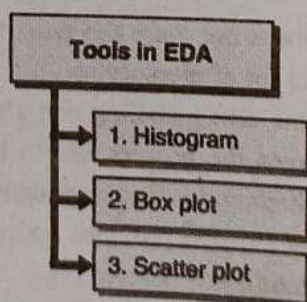 Tools in EDA
1. Histogram
2. Box plot
3. Scatter plot